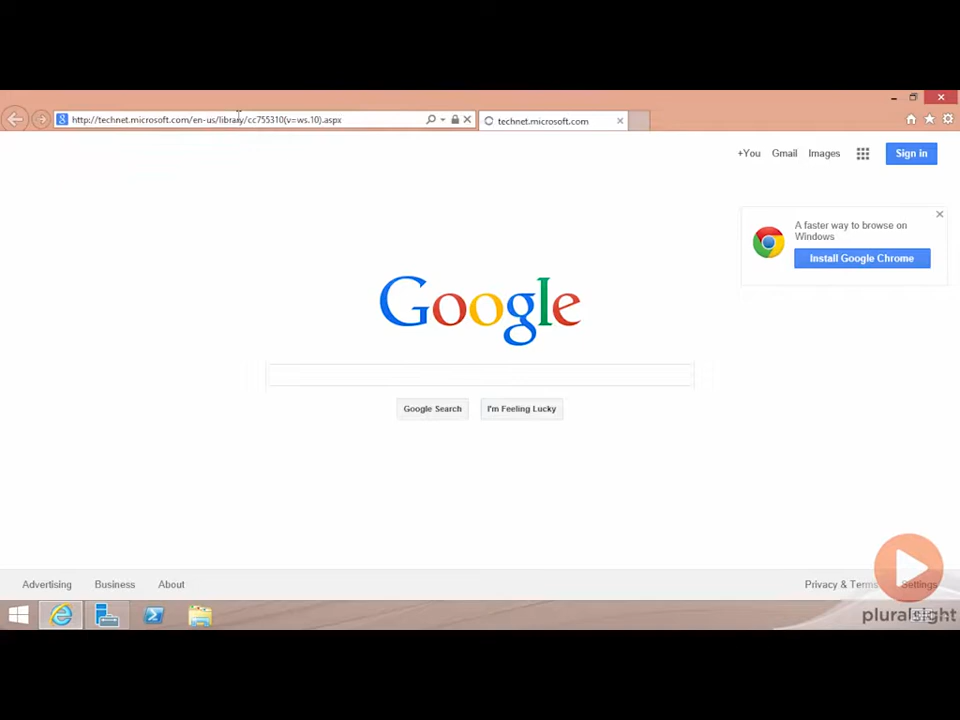 http://technet.microsoft.com/en-us/library/cc755310(v=ws.10).aspx
technet.microsoft.com
+You Gmail Images Sign in
A faster way to browse on
Windows
Install Google Chrome
Google
Google Search I'm Feeling Lucky
Advertising Business About Privacy & Terms Settings
pluralsight